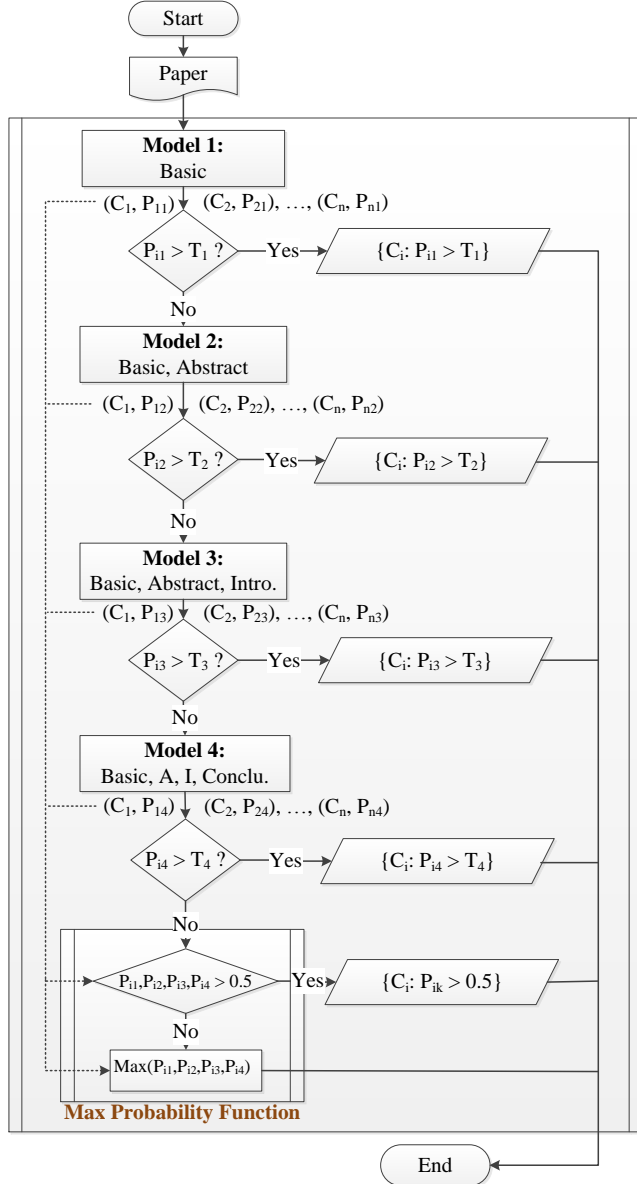 Start
Paper
Model 1:
Basic
(C₁, P₁₁) (C₂, P₂₁), …, (Cₙ, Pₙ₁)
Pᵢ₁ > T₁ ? Yes {Cᵢ: Pᵢ₁ > T₁}
No
Model 2:
Basic, Abstract
(C₁, P₁₂) (C₂, P₂₂), …, (Cₙ, Pₙ₂)
Pᵢ₂ > T₂ ? Yes {Cᵢ: Pᵢ₂ > T₂}
No
Model 3:
Basic, Abstract, Intro.
(C₁, P₁₃) (C₂, P₂₃), …, (Cₙ, Pₙ₃)
Pᵢ₃ > T₃ ? Yes {Cᵢ: Pᵢ₃ > T₃}
No
Model 4:
Basic, A, I, Conclu.
(C₁, P₁₄) (C₂, P₂₄), …, (Cₙ, Pₙ₄)
Pᵢ₄ > T₄ ? Yes {Cᵢ: Pᵢ₄ > T₄}
No
Pᵢ₁,Pᵢ₂,Pᵢ₃,Pᵢ₄ > 0.5 Yes {Cᵢ: Pᵢₖ > 0.5}
No
Max(Pᵢ₁,Pᵢ₂,Pᵢ₃,Pᵢ₄)
Max Probability Function
End